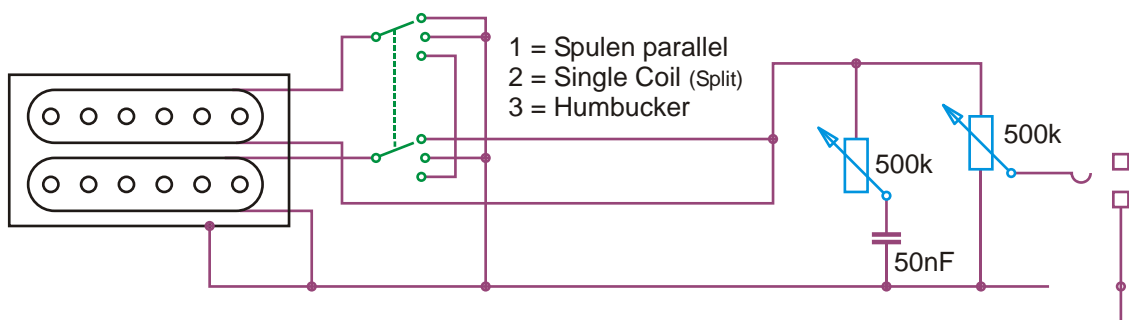 1 = Spulen parallel
2 = Single Coil (Split)
3 = Humbucker
500k
500k
50nF